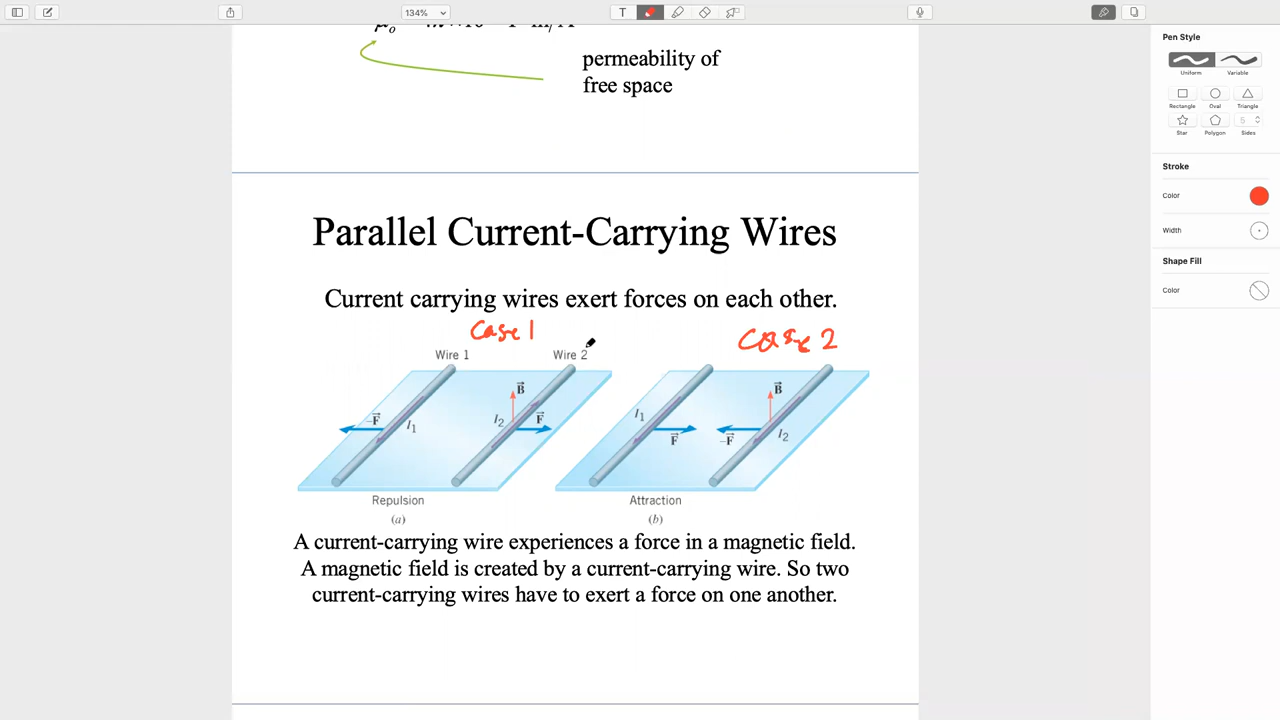 134%
T
permeability of
free space
Parallel Current-Carrying Wires
Current carrying wires exert forces on each other.
Case 1
Case 2
Wire 1
Wire 2
B
B
-F
I1
I2
F
I1
F
-F
I2
Repulsion
Attraction
(a)
(b)
A current-carrying wire experiences a force in a magnetic field.
A magnetic field is created by a current-carrying wire. So two
current-carrying wires have to exert a force on one another.
Pen Style
Uniform
Variable
Rectangle
Oval
Triangle
5
Star
Polygon
Sides
Stroke
Color
Width
Shape Fill
Color